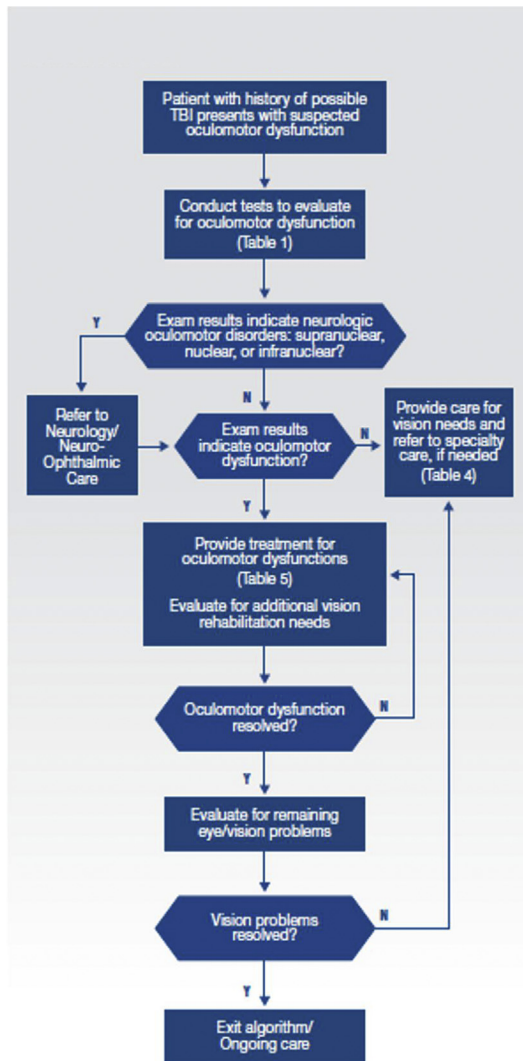 Patient with history of possible
TBI presents with suspected
oculomotor dysfunction
Conduct tests to evaluate
for oculomotor dysfunction
(Table 1)
Y
Exam results indicate neurologic
oculomotor disorders: supranuclear,
nuclear, or infranuclear?
N
Refer to
Neurology/
Neuro-
Ophthalmic
Care
Exam results
indicate oculomotor
dysfunction?
N
Provide care for
vision needs and
refer to specialty
care, if needed
(Table 4)
Y
Provide treatment for
oculomotor dysfunctions
(Table 5)
Evaluate for additional vision
rehabilitation needs
Oculomotor dysfunction
resolved?
N
Y
Evaluate for remaining
eye/vision problems
Vision problems
resolved?
N
Y
Exit algorithm/
Ongoing care